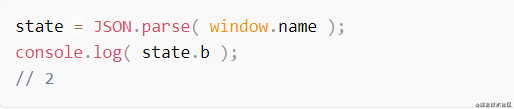 state = JSON.parse( window.name );
console.log( state.b );
// 2